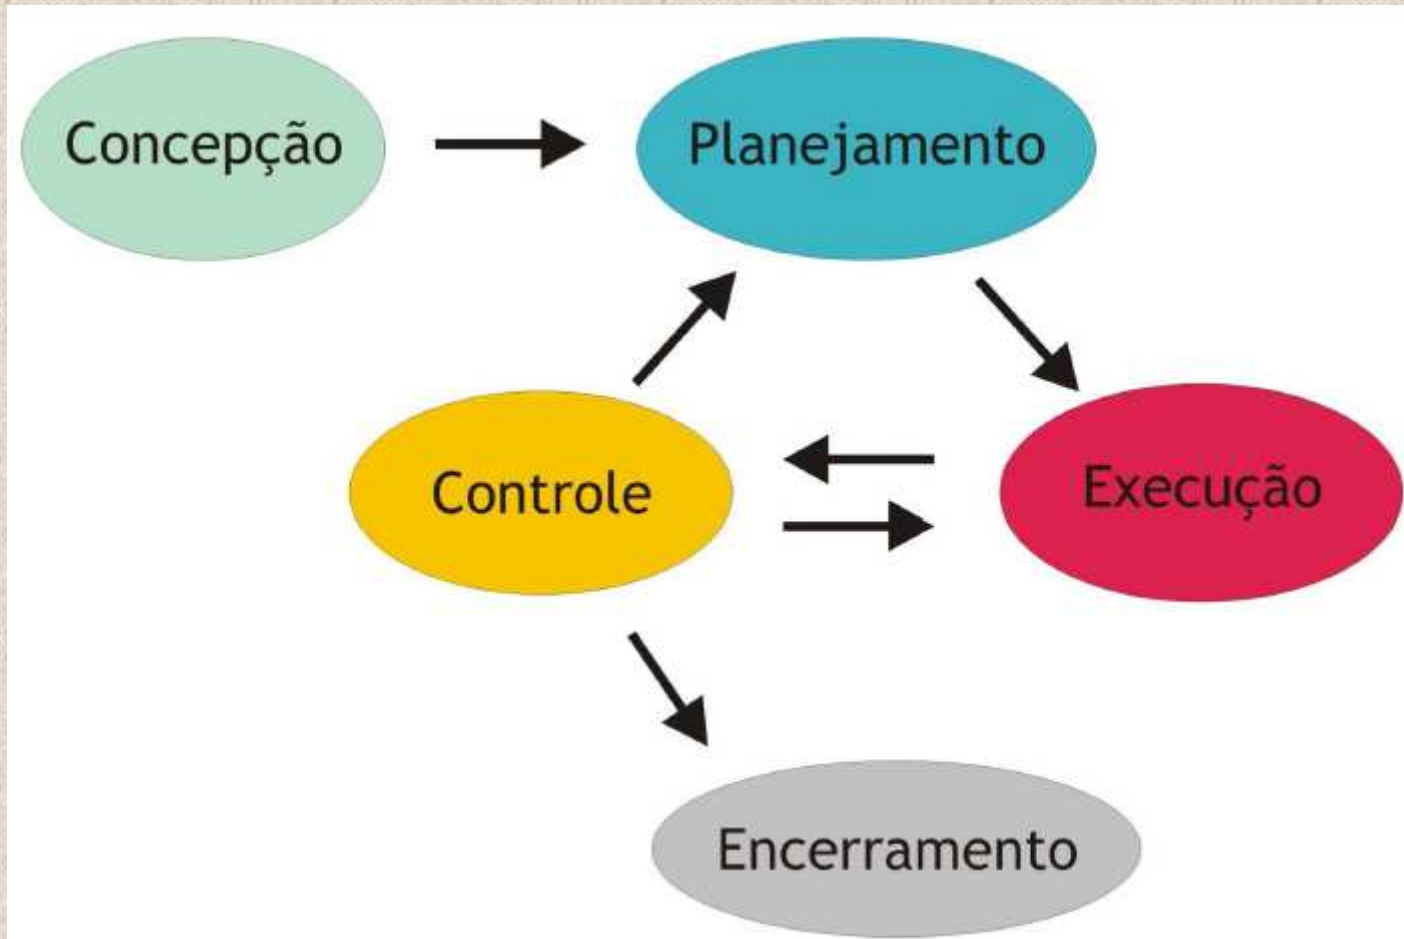 Concepção
Planejamento
Controle
Execução
Encerramento